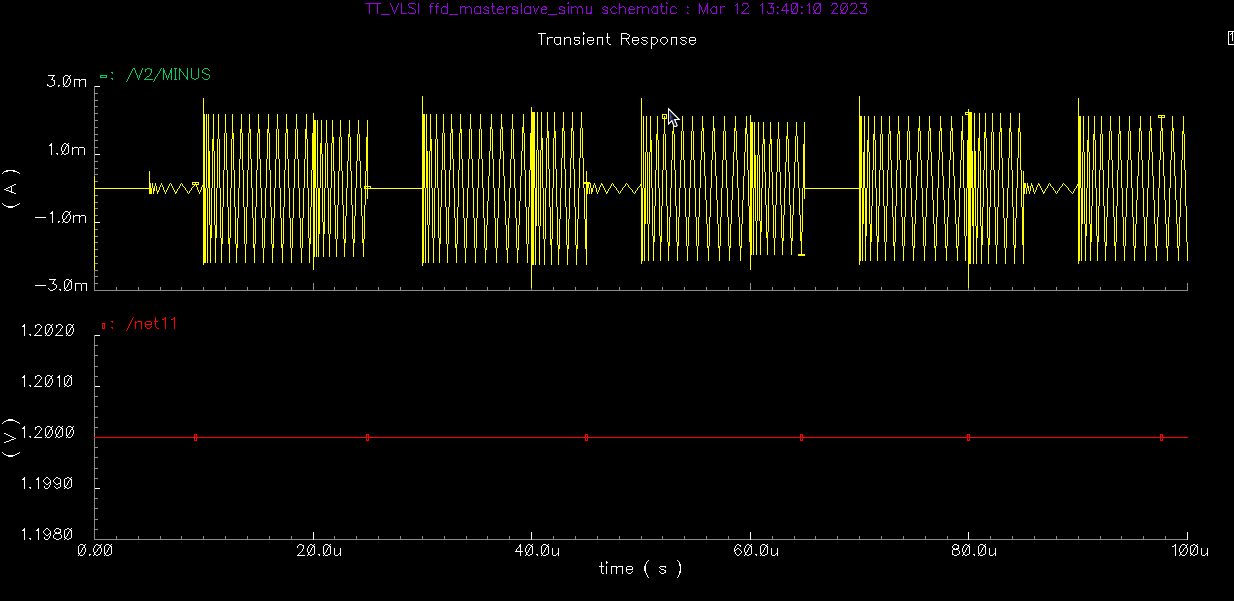 TT_VLSI ffd_masterslave_simu schematic : Mar 12 13:40:10 2023
Transient Response
1
: /V2/MINUS
3.0m
1.0m
-1.0m
-3.0m
( A )
: /net11
1.2020
1.2010
1.2000
1.1990
1.1980
( V )
0.00 20.0u 40.0u 60.0u 80.0u 100u
time ( s )